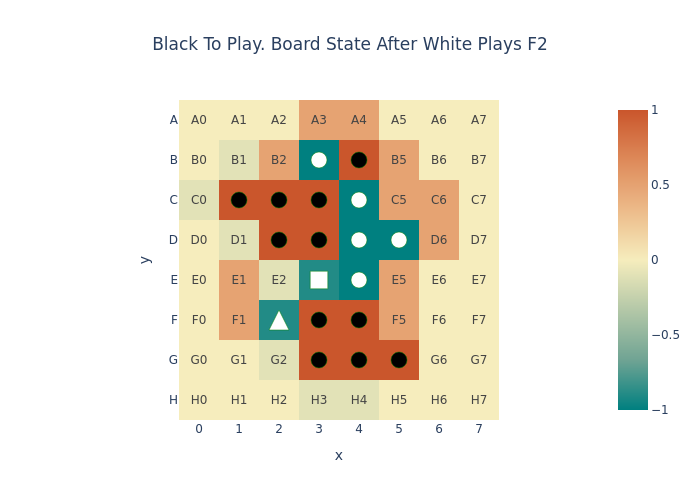 Black To Play. Board State After White Plays F2
A A0 A1 A2 A3 A4 A5 A6 A7 1
B B0 B1 B2 B5 B6 B7
C C0 C5 C6 C7 0.5
D D0 D1 D6 D7
y 0
E E0 E1 E2 E5 E6 E7
F F0 F1 F5 F6 F7 −0.5
G G0 G1 G2 G6 G7
H H0 H1 H2 H3 H4 H5 H6 H7 −1
0 1 2 3 4 5 6 7
x